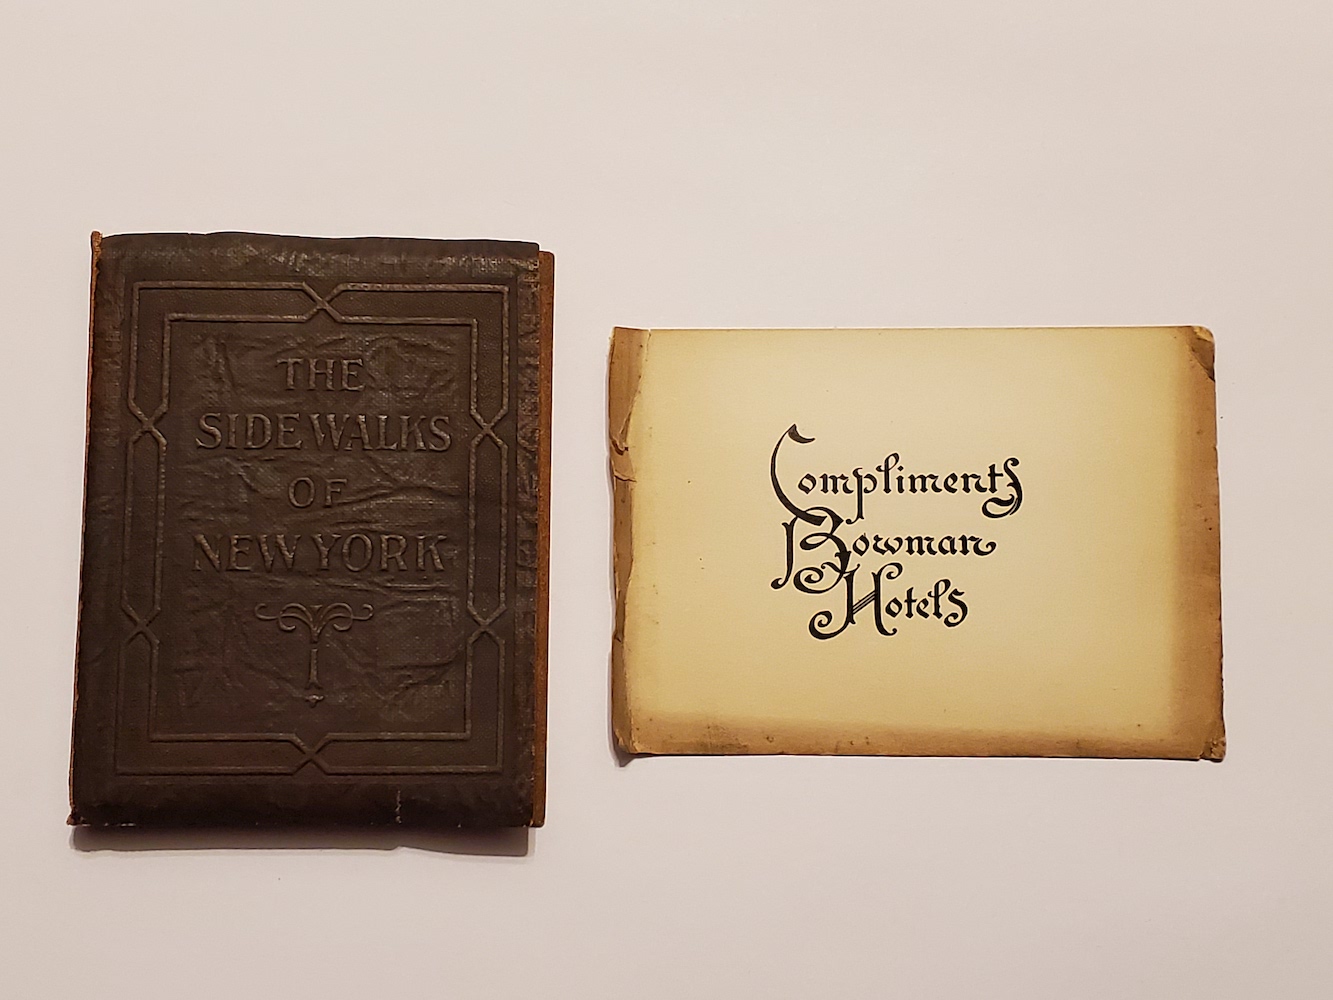 THE
SIDEWALKS
OF
NEW YORK
Compliments
Bowman
Hotels